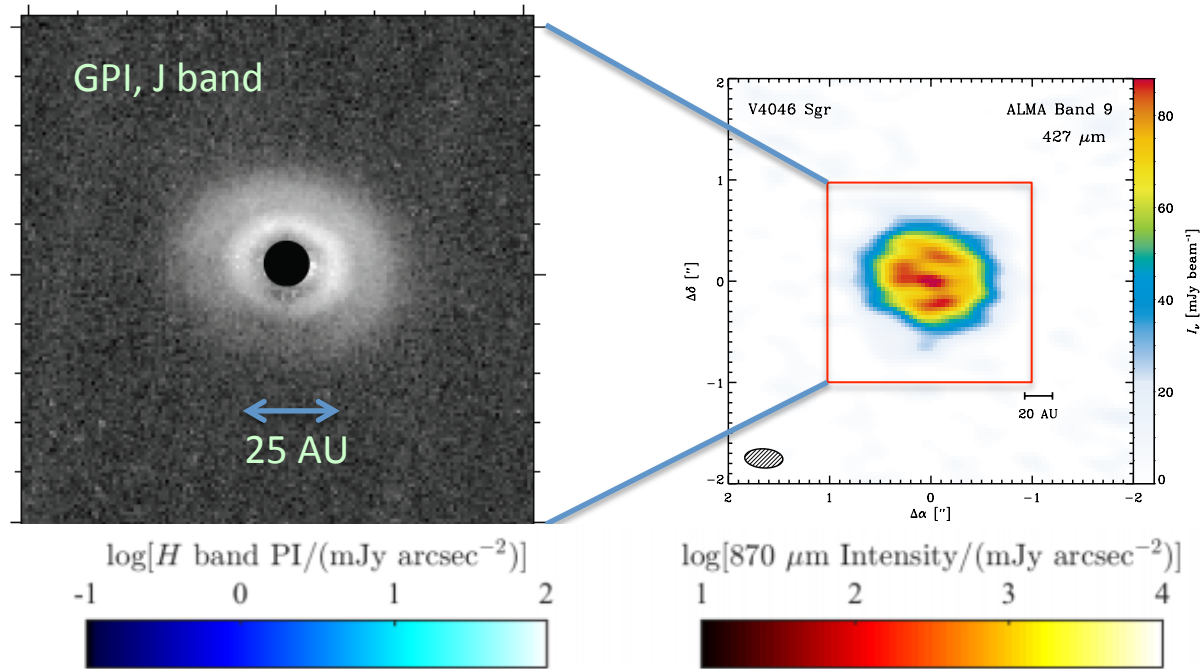 GPI, J band
25 AU
V4046 Sgr
ALMA Band 9
427 μm
2
1
0
-1
-2
Δδ ["]
2
1
0
-1
-2
Δα ["]
20 AU
80
60
40
20
0
Iν [mJy beam⁻¹]
log[H band PI/(mJy arcsec⁻²)]
-1 0 1 2
log[870 μm Intensity/(mJy arcsec⁻²)]
1 2 3 4